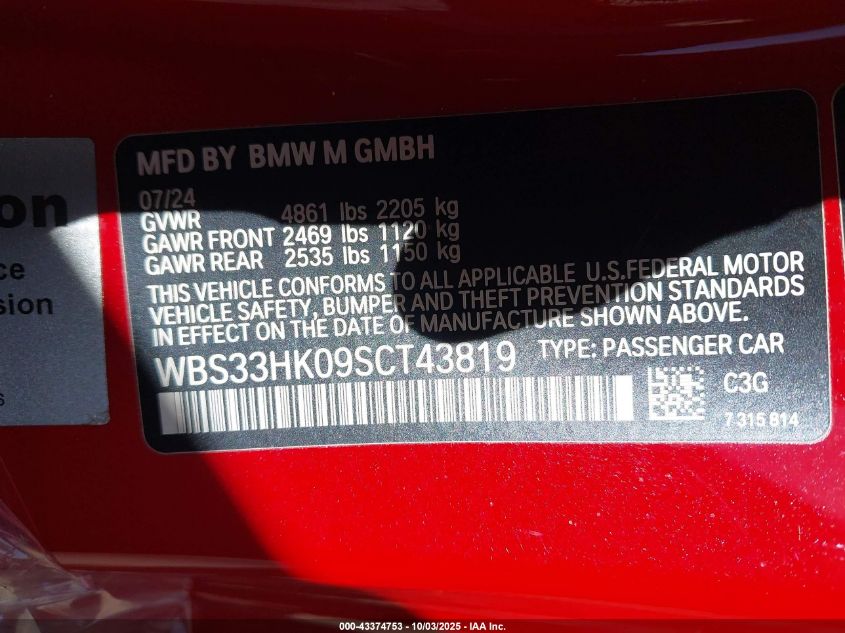 MFD BY BMW M GMBH
07/24
GVWR 4861 lbs 2205 kg
GAWR FRONT 2469 lbs 1120 kg
GAWR REAR 2535 lbs 1150 kg
THIS VEHICLE CONFORMS TO ALL APPLICABLE U.S.FEDERAL MOTOR
VEHICLE SAFETY, BUMPER AND THEFT PREVENTION STANDARDS
IN EFFECT ON THE DATE OF MANUFACTURE SHOWN ABOVE.
WBS33HK09SCT43819 TYPE: PASSENGER CAR
C3G
7 315 814
on
ce
sion
000-43374753 - 10/03/2025 - IAA Inc.